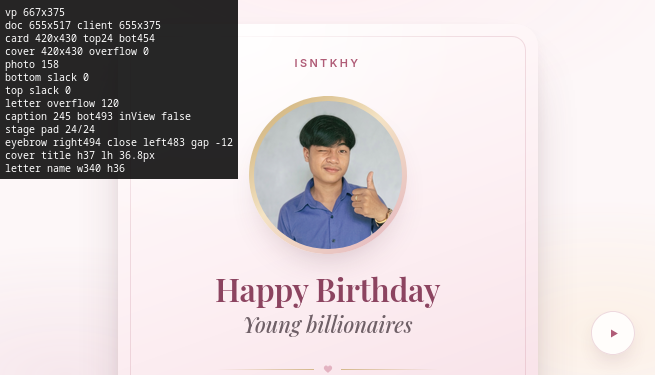 vp 667x375
doc 655x517 client 655x375
card 420x430 top24 bot454
cover 420x430 overflow 0
photo 158
bottom slack 0
top slack 0
letter overflow 120
caption 245 bot493 inView false
stage pad 24/24
eyebrow right494 close left483 gap -12
cover title h37 lh 36.8px
letter name w340 h36
ISNTKHY
Happy Birthday
Young billionaires